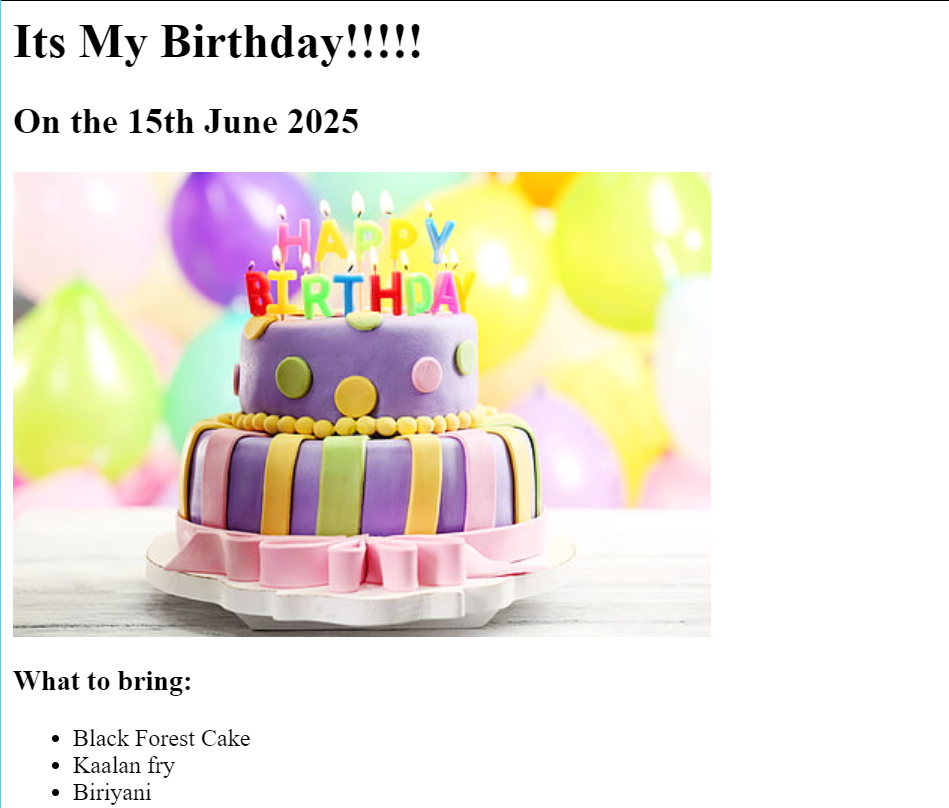 Its My Birthday!!!!!
On the 15th June 2025
HAPPY
BIRTHDAY
What to bring:
Black Forest Cake
Kaalan fry
Biriyani